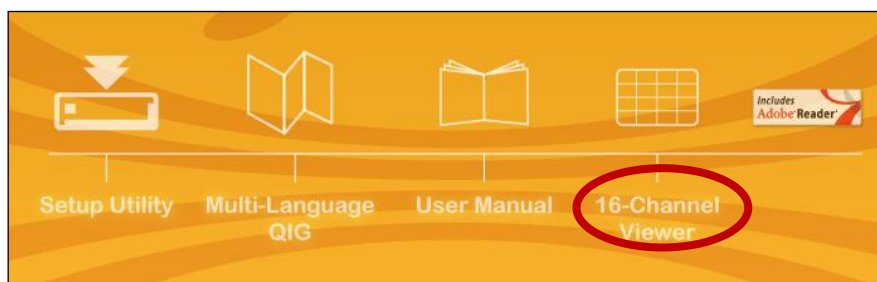 Includes
Adobe Reader
Setup Utility
Multi-Language
QIG
User Manual
16-Channel
Viewer